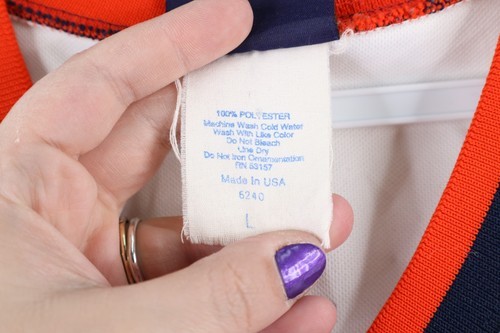 100% POLYESTER
Machine Wash Cold Water
Wash With Like Color
Do Not Bleach
Line Dry
Do Not Iron Ornamentation
RN 53157
Made In USA
6240
L